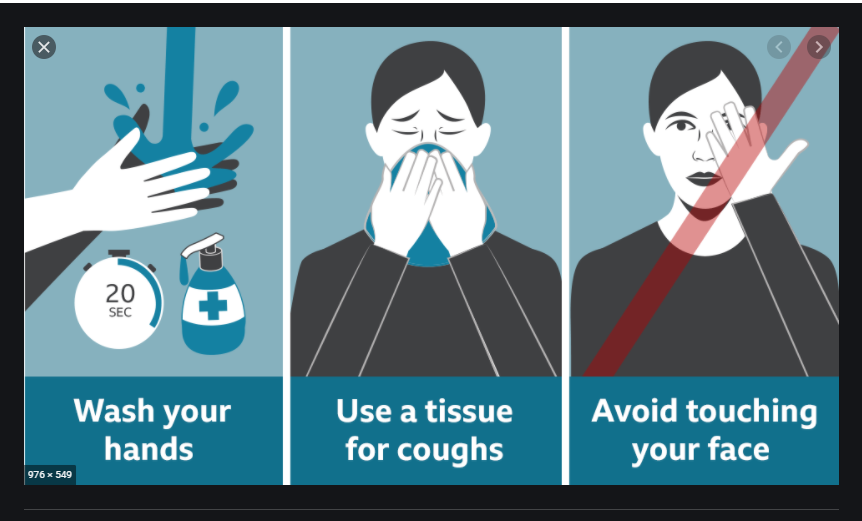 20
SEC
Wash your
hands
Use a tissue
for coughs
Avoid touching
your face
976 × 549